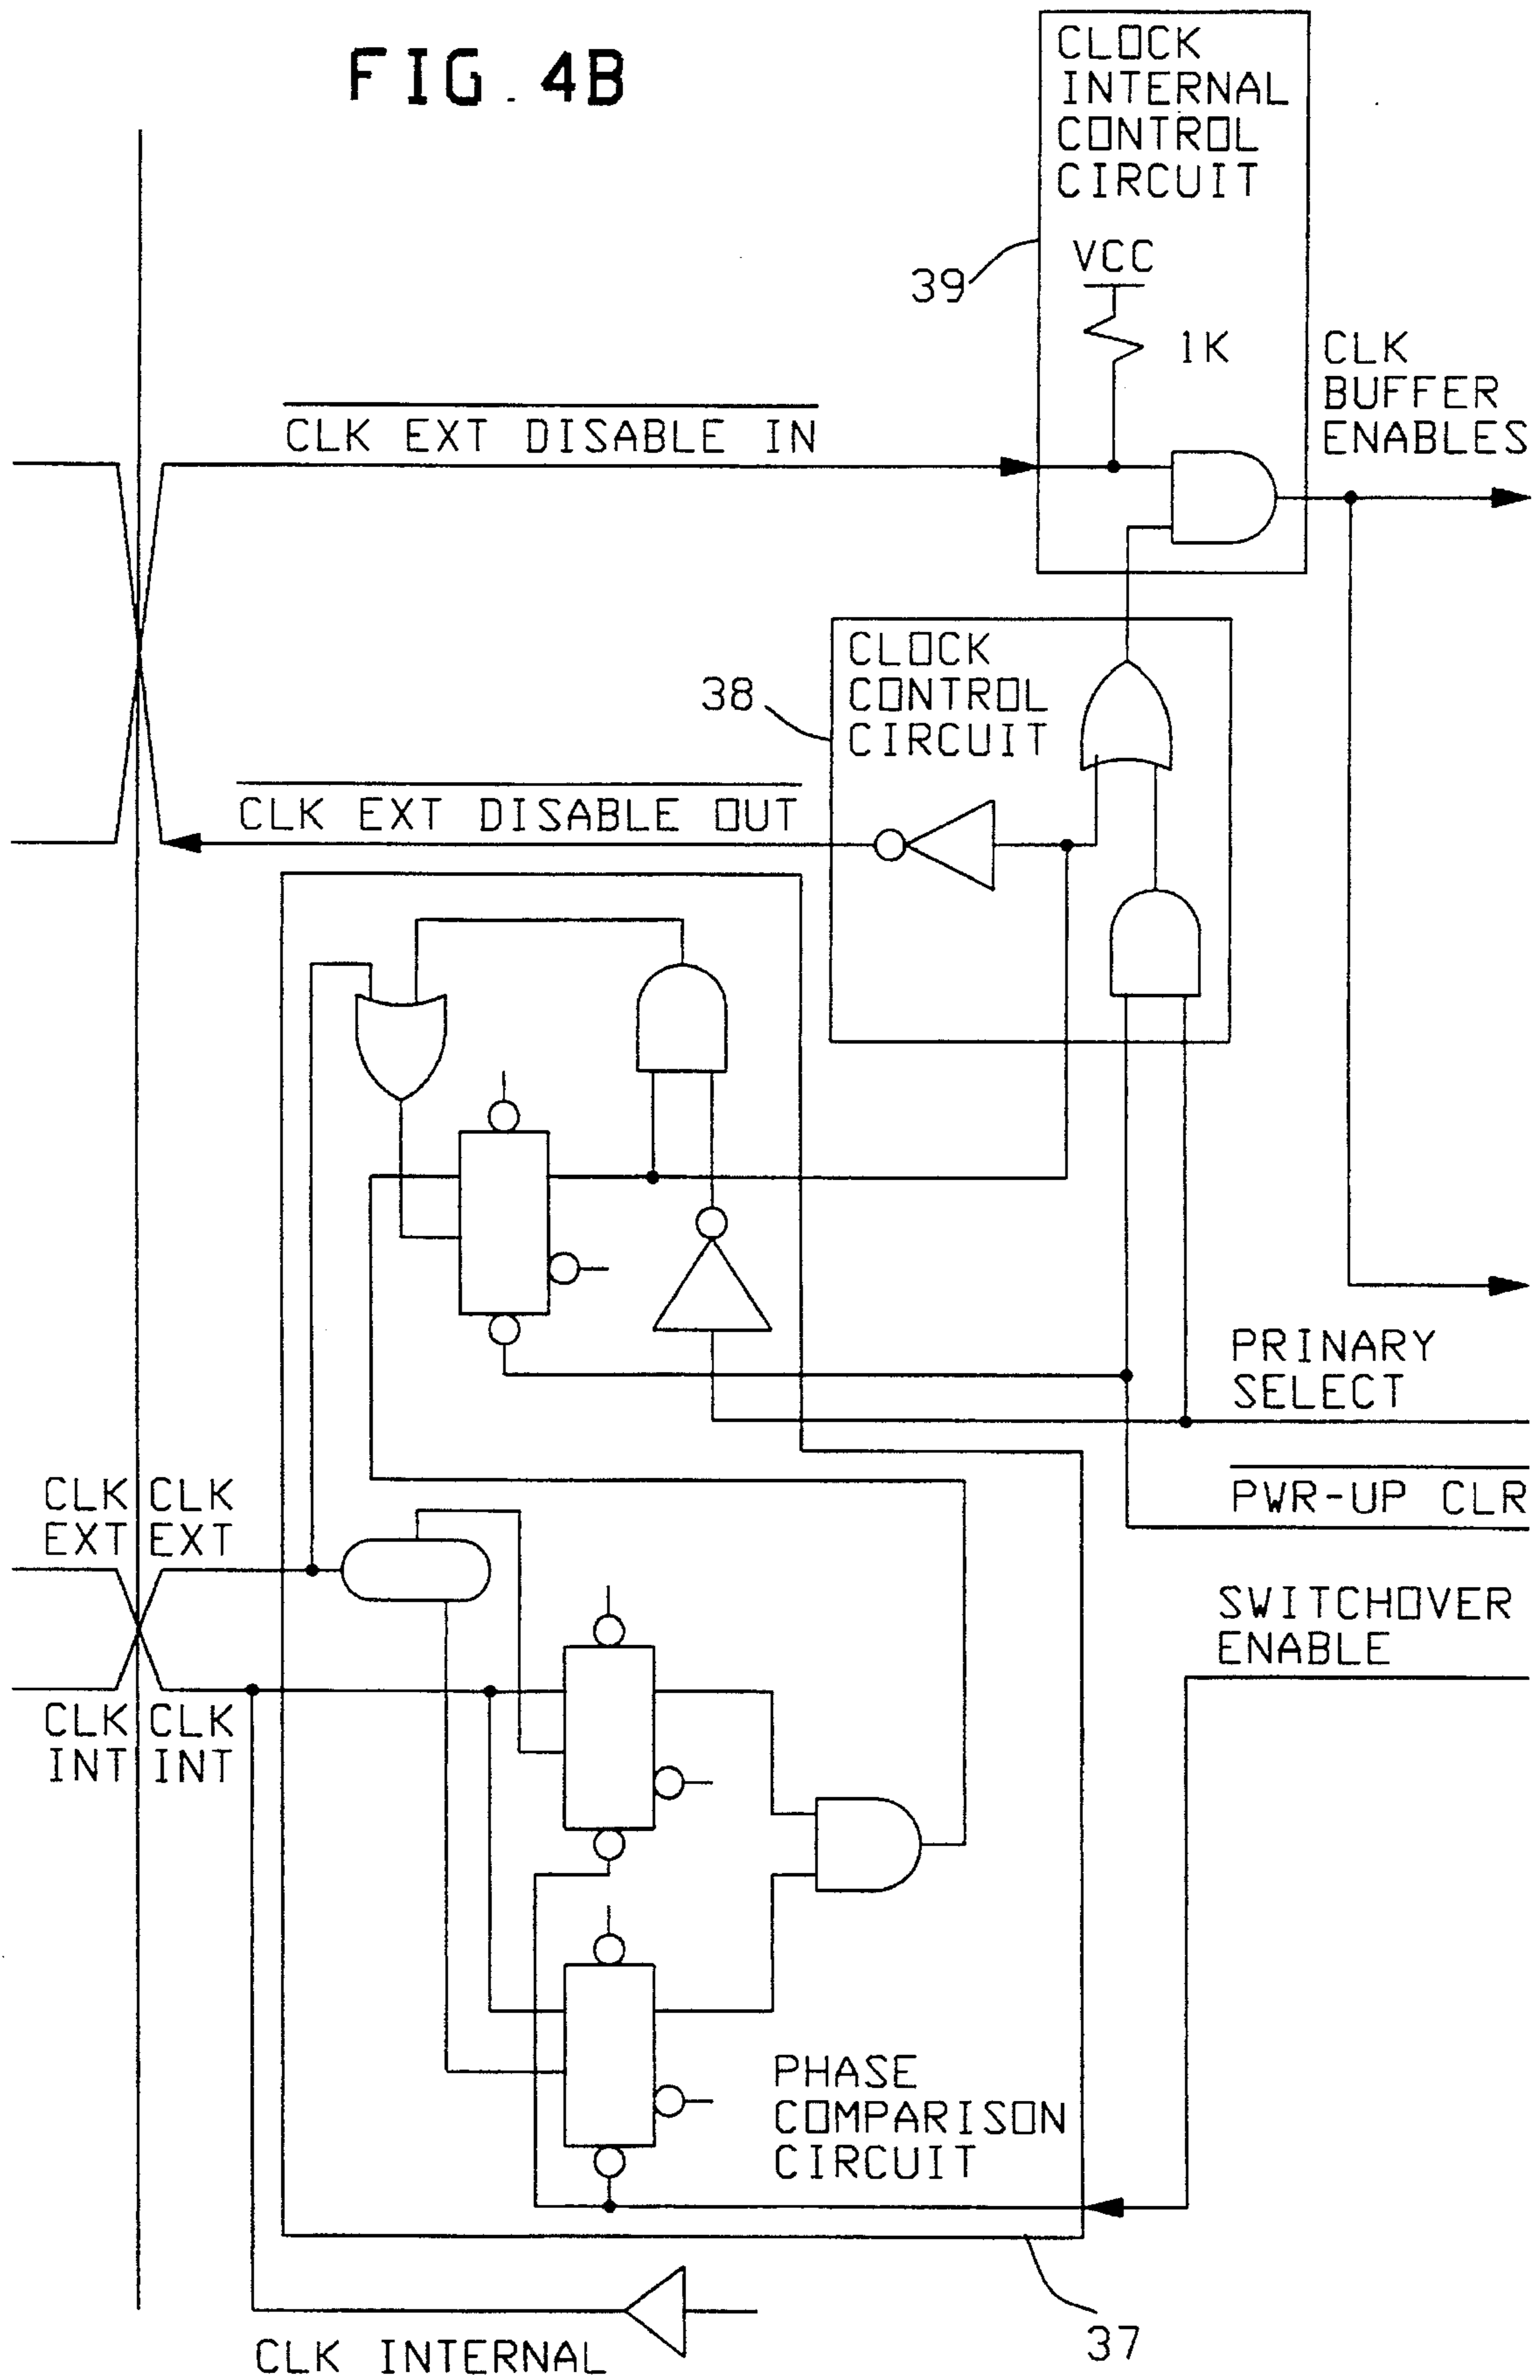 FIG. 4B
CLOCK
INTERNAL
CONTROL
CIRCUIT
39
VCC
1K
CLK
BUFFER
ENABLES
CLK EXT DISABLE IN
38
CLOCK
CONTROL
CIRCUIT
CLK EXT DISABLE OUT
PRINARY
SELECT
PWR-UP CLR
CLK CLK
EXT EXT
SWITCHOVER
ENABLE
CLK CLK
INT INT
PHASE
COMPARISON
CIRCUIT
37
CLK INTERNAL